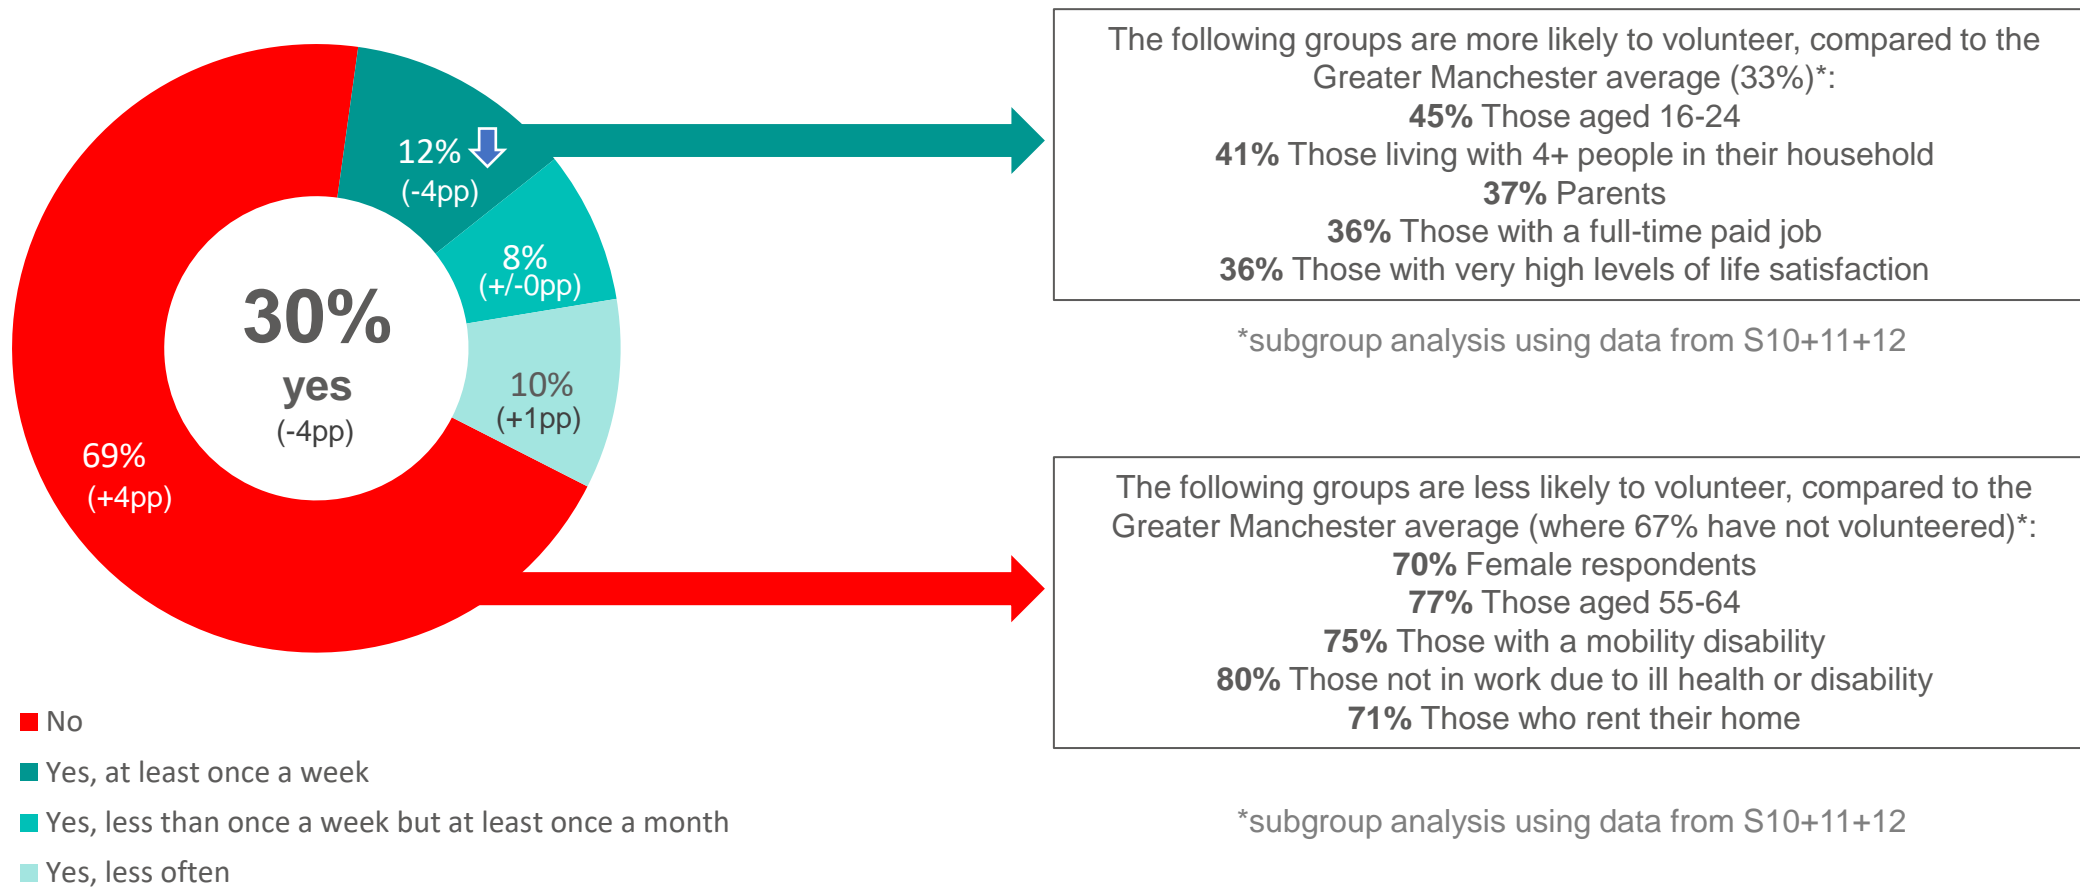 12%
(-4pp)
8%
(+/-0pp)
10%
(+1pp)
69%
(+4pp)
30%
yes
(-4pp)
No
Yes, at least once a week
Yes, less than once a week but at least once a month
Yes, less often
The following groups are more likely to volunteer, compared to the
Greater Manchester average (33%)*:
45% Those aged 16-24
41% Those living with 4+ people in their household
37% Parents
36% Those with a full-time paid job
36% Those with very high levels of life satisfaction
*subgroup analysis using data from S10+11+12
The following groups are less likely to volunteer, compared to the
Greater Manchester average (where 67% have not volunteered)*:
70% Female respondents
77% Those aged 55-64
75% Those with a mobility disability
80% Those not in work due to ill health or disability
71% Those who rent their home
*subgroup analysis using data from S10+11+12